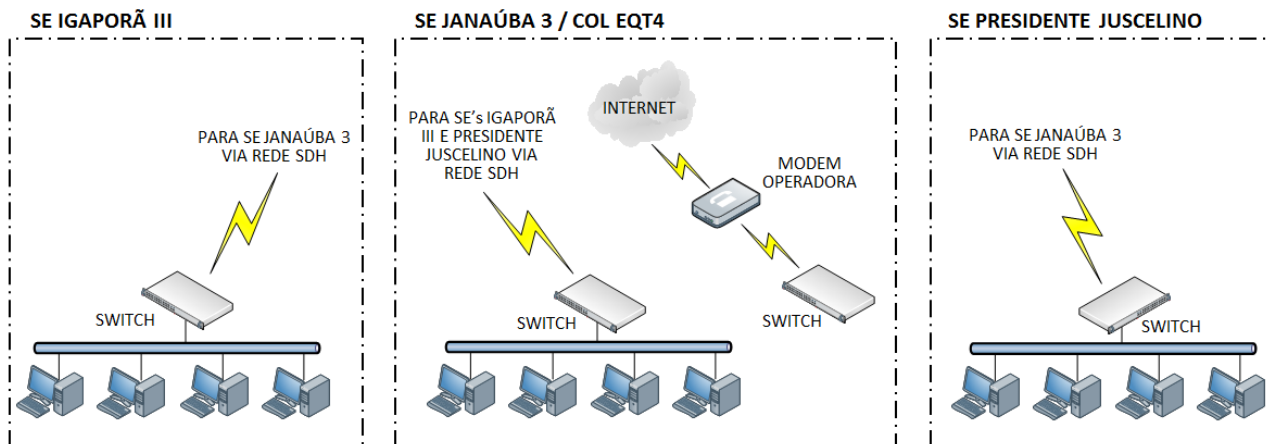 SE IGAPORÃ III
PARA SE JANAÚBA 3
VIA REDE SDH
SWITCH
SE JANAÚBA 3 / COL EQT4
PARA SE's IGAPORÃ
III E PRESIDENTE
JUSCELINO VIA
REDE SDH
INTERNET
MODEM
OPERADORA
SWITCH
SWITCH
SE PRESIDENTE JUSCELINO
PARA SE JANAÚBA 3
VIA REDE SDH
SWITCH